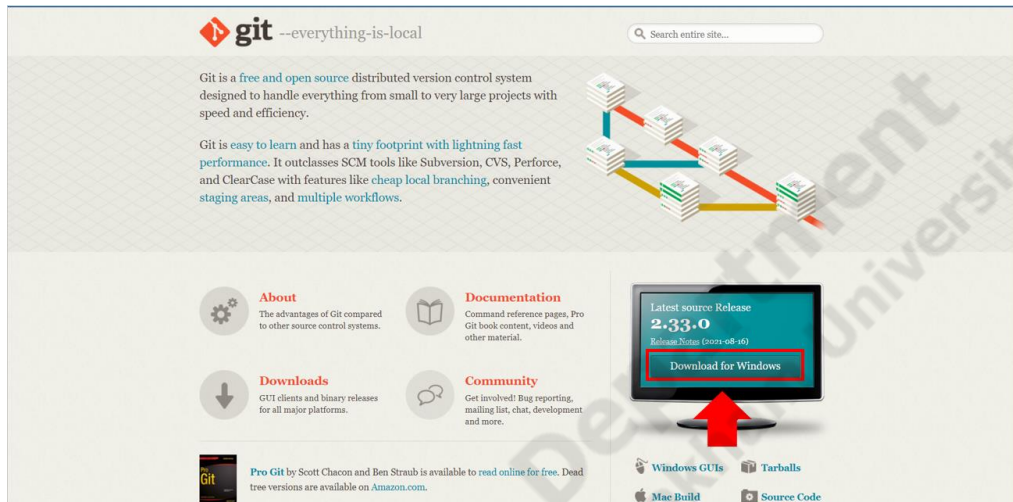 git --everything-is-local
Search entire site...
Git is a free and open source distributed version control system
designed to handle everything from small to very large projects with
speed and efficiency.
Git is easy to learn and has a tiny footprint with lightning fast
performance. It outclasses SCM tools like Subversion, CVS, Perforce,
and ClearCase with features like cheap local branching, convenient
staging areas, and multiple workflows.
About
The advantages of Git compared
to other source control systems.
Documentation
Command reference pages, Pro
Git book content, videos and
other material.
Downloads
GUI clients and binary releases
for all major platforms.
Community
Get involved! Bug reporting,
mailing list, chat, development
and more.
Latest source Release
2.33.0
Release Notes (2021-08-16)
Download for Windows
Pro
Git
Pro Git by Scott Chacon and Ben Straub is available to read online for free. Dead
tree versions are available on Amazon.com.
Windows GUIs
Tarballs
Mac Build
Source Code
Department